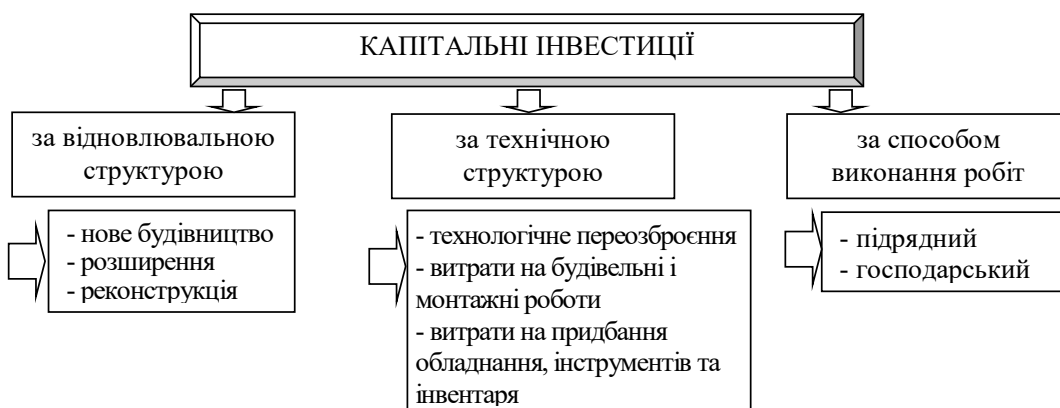 КАПІТАЛЬНІ ІНВЕСТИЦІЇ
за відновлювальною
структурою
за технічною
структурою
за способом
виконання робіт
- нове будівництво
- розширення
- реконструкція
- технологічне переозброєння
- витрати на будівельні і
монтажні роботи
- витрати на придбання
обладнання, інструментів та
інвентаря
- підрядний
- господарський